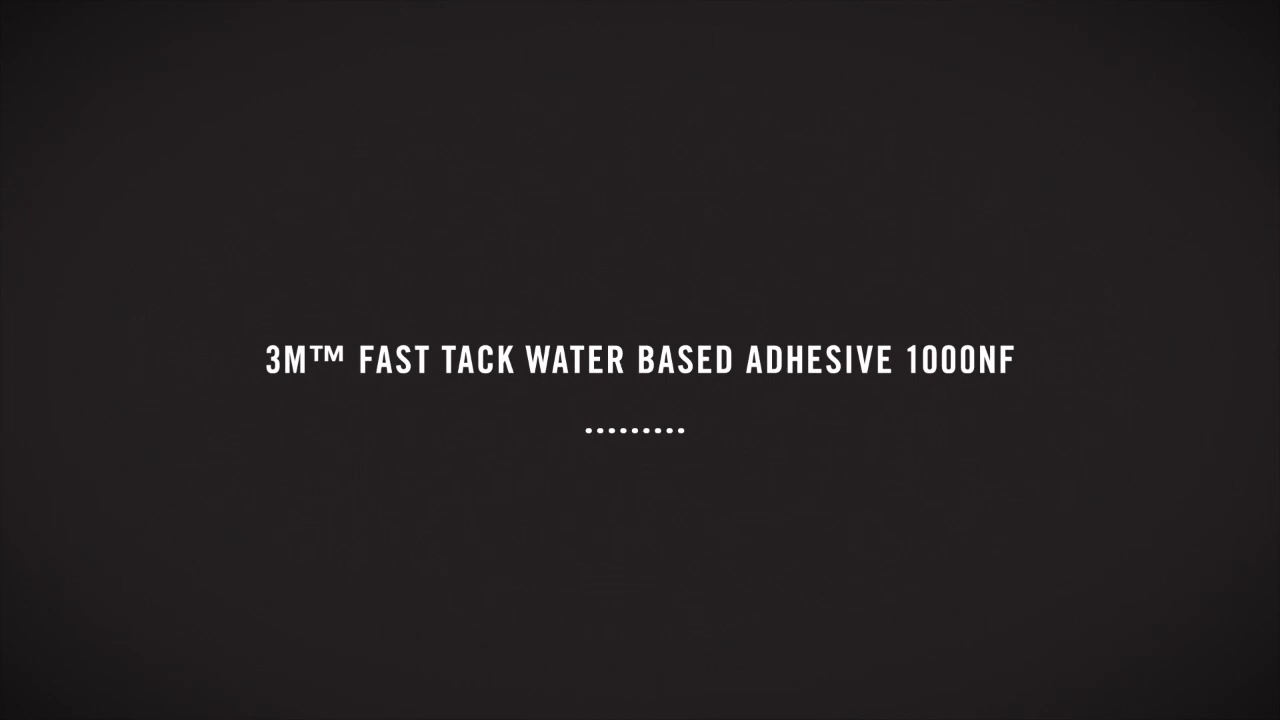 3M™ FAST TACK WATER BASED ADHESIVE 1000NF
.........